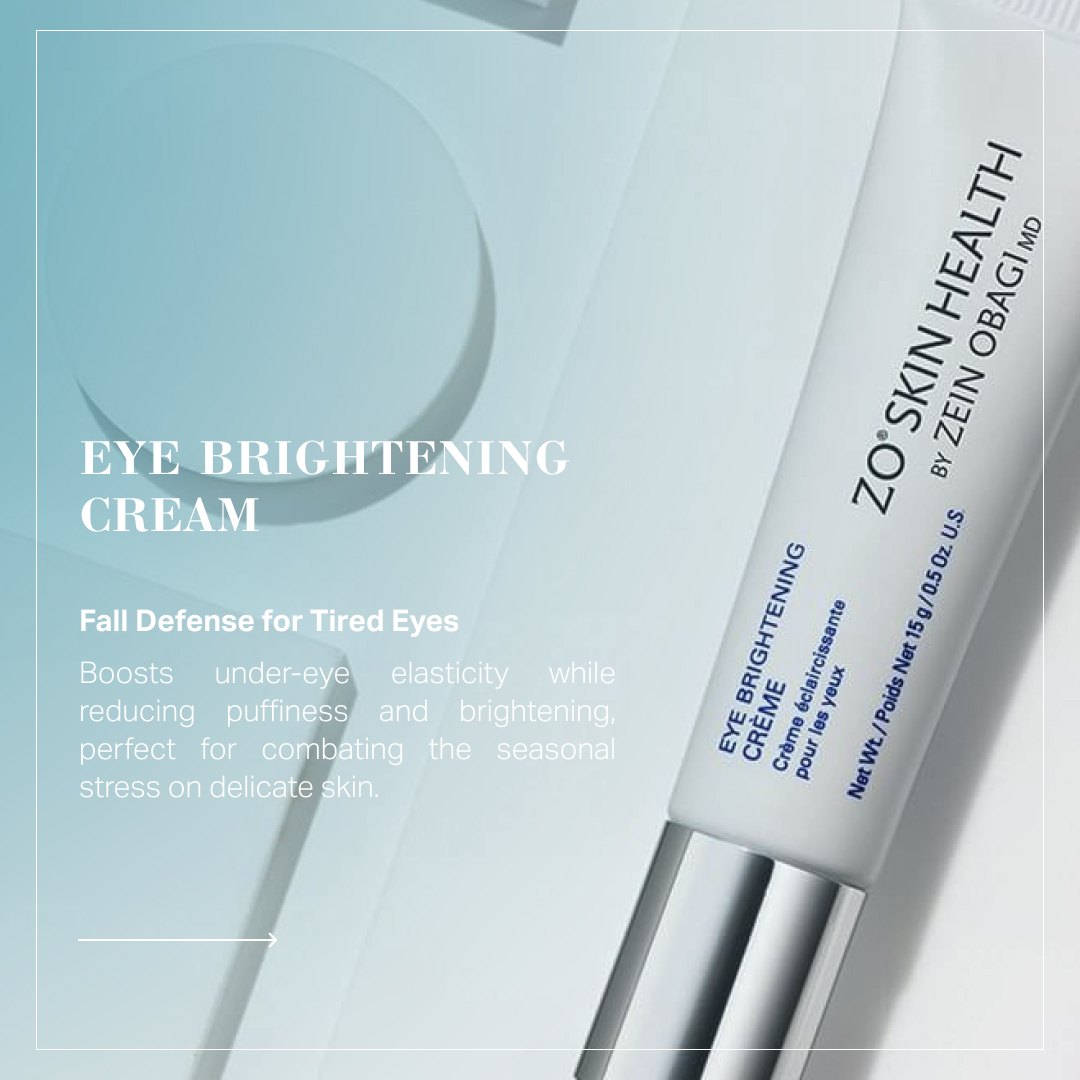 EYE BRIGHTENING
CREAM
Fall Defense for Tired Eyes
Boosts under-eye elasticity while
reducing puffiness and brightening,
perfect for combating the seasonal
stress on delicate skin.
ZO® SKIN HEALTH
BY ZEIN OBAGI MD
EYE BRIGHTENING
CRÈME
Crème éclaircissante
pour les yeux
Net Wt. / Poids Net 15 g / 0.5 Oz. U.S